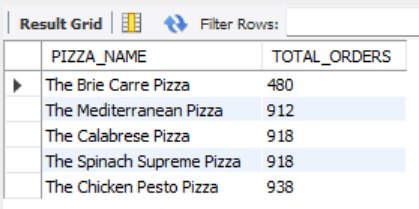 Result Grid Filter Rows:
PIZZA_NAME TOTAL_ORDERS
The Brie Carre Pizza 480
The Mediterranean Pizza 912
The Calabrese Pizza 918
The Spinach Supreme Pizza 918
The Chicken Pesto Pizza 938